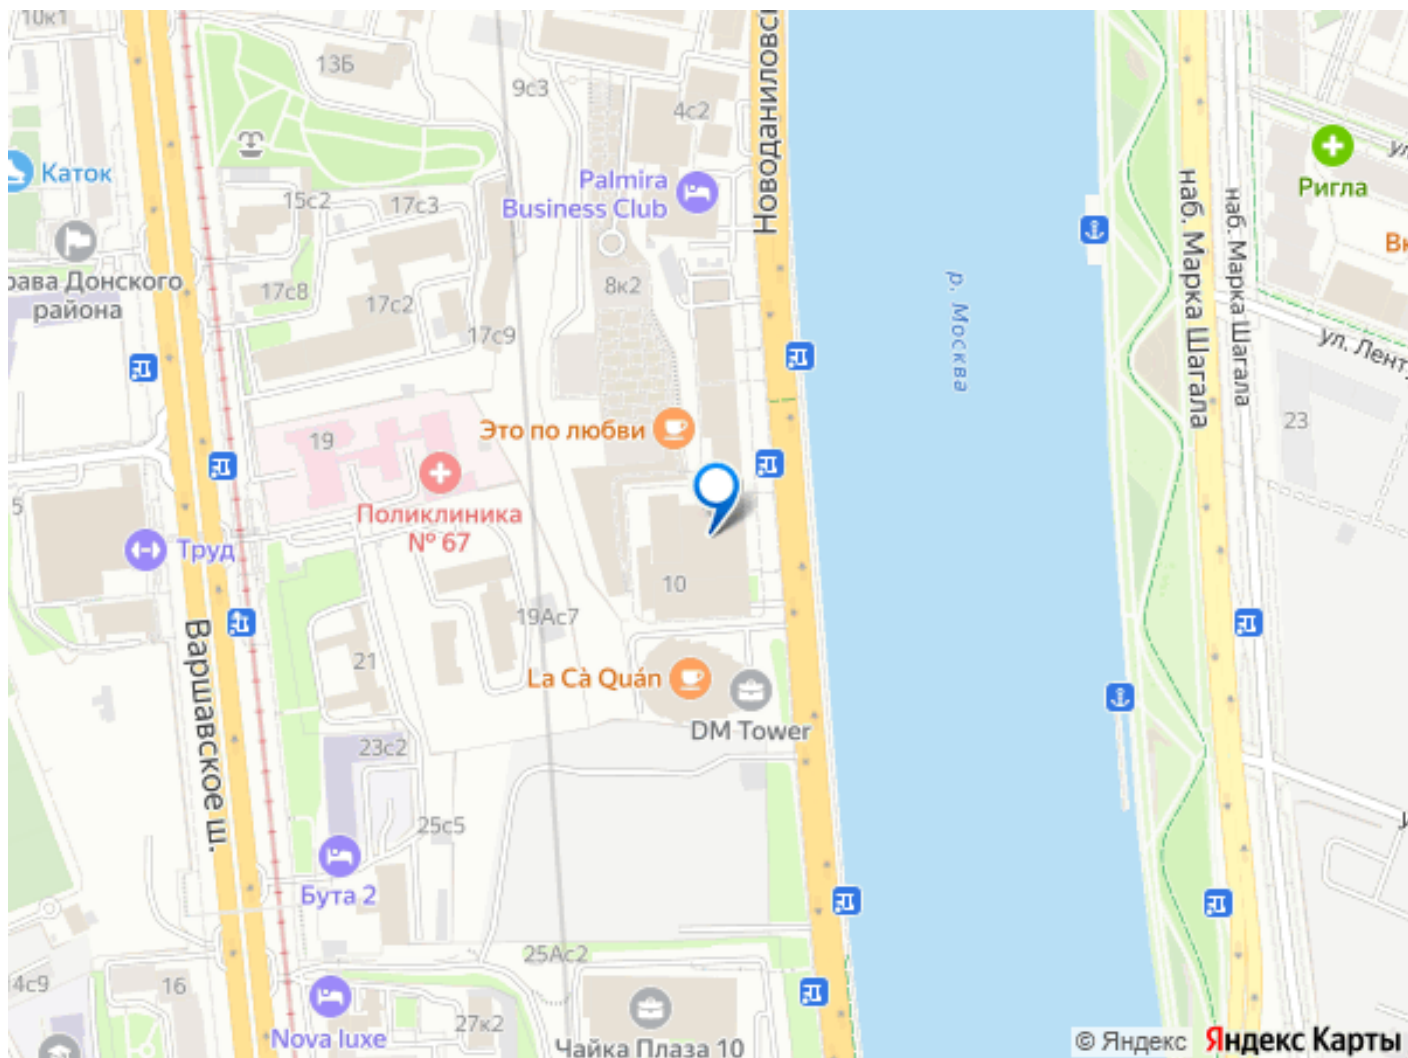 10к1
13Б
9с3
4с2
Новоданиловс
Каток
Palmira
Business Club
Ригла
15с2
17с3
рава Донского
района
17с8
17с2
8к2
17с9
р. Москва
наб. Марка Шагала
наб. Марка Шагала
ул. Лент
23
19
Это по любви
Поликлиника
№ 67
5
Труд
10
19Ас7
Варшавское ш.
21
La Cà Quán
DM Tower
23с2
25с5
Бута 2
25Ас2
4с9
16
27к2
Nova luxe
Чайка Плаза 10
© Яндекс Яндекс Карты